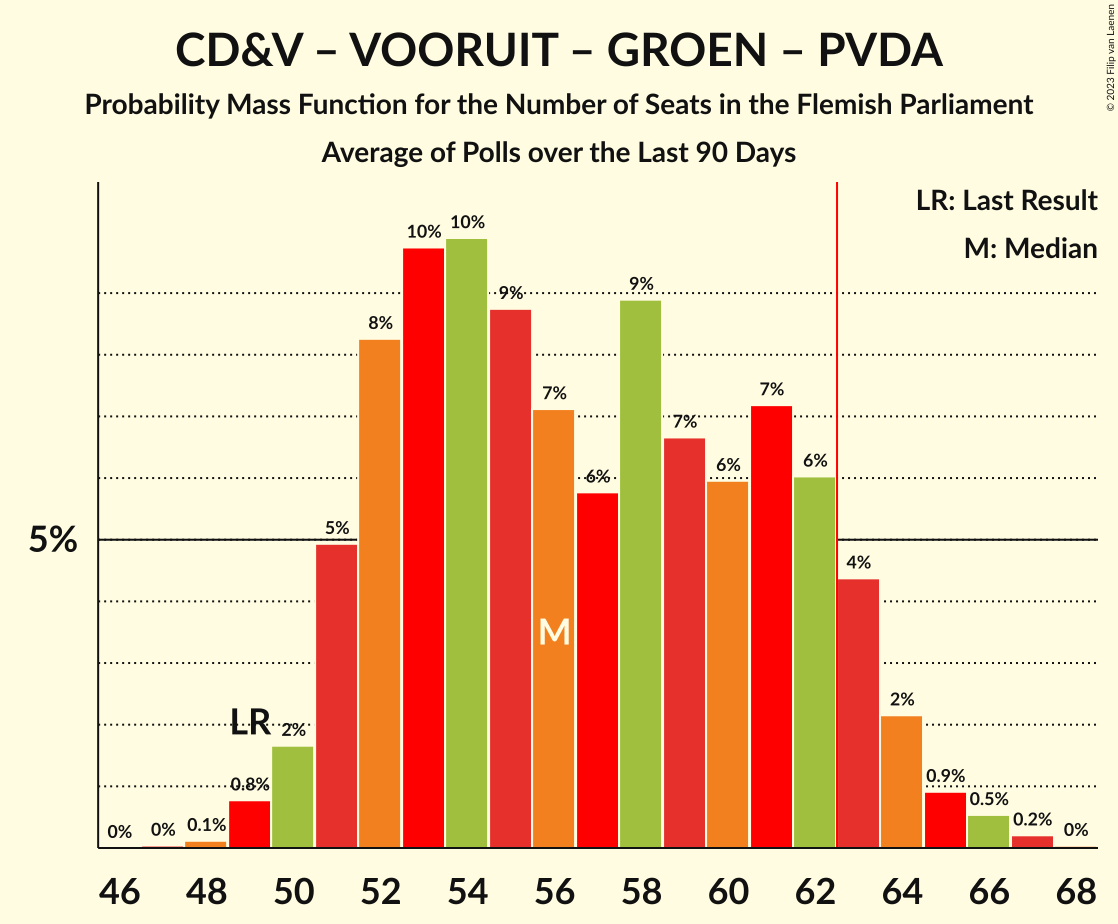 CD&V – VOORUIT – GROEN – PVDA
Probability Mass Function for the Number of Seats in the Flemish Parliament
Average of Polls over the Last 90 Days
© 2023 Filip van Laenen
LR: Last Result
M: Median
5%
0%
0%
0.1%
0.8%
2%
5%
8%
10%
10%
9%
7%
6%
9%
7%
6%
7%
6%
4%
2%
0.9%
0.5%
0.2%
0%
LR
M
46 48 50 52 54 56 58 60 62 64 66 68